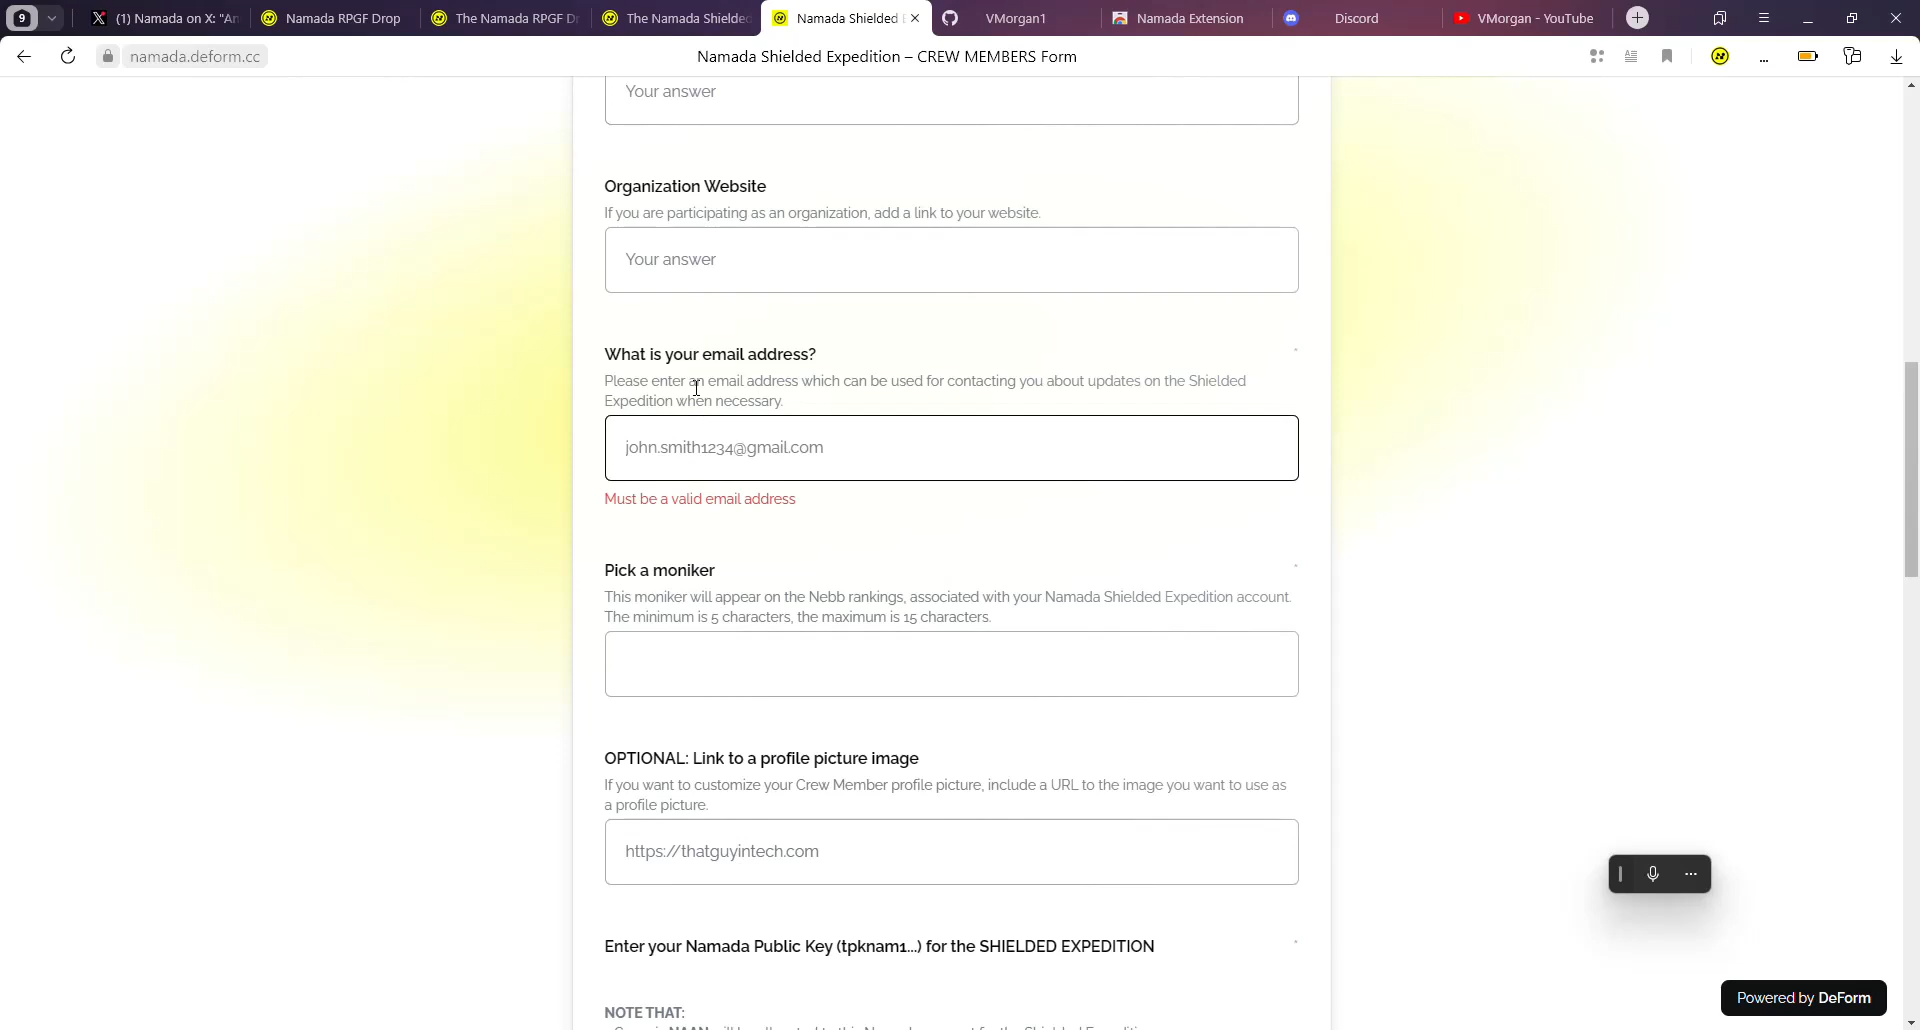 9
(1) Namada on X: "An
Namada RPGF Drop
The Namada RPGF Dr
The Namada Shielded
Namada Shielded E
VMorgan1
Namada Extension
Discord
VMorgan - YouTube
namada.deform.cc
Namada Shielded Expedition – CREW MEMBERS Form
Your answer
Organization Website
If you are participating as an organization, add a link to your website.
Your answer
What is your email address? *
Please enter an email address which can be used for contacting you about updates on the Shielded
Expedition when necessary.
john.smith1234@gmail.com
Must be a valid email address
Pick a moniker *
This moniker will appear on the Nebb rankings, associated with your Namada Shielded Expedition account.
The minimum is 5 characters, the maximum is 15 characters.
OPTIONAL: Link to a profile picture image
If you want to customize your Crew Member profile picture, include a URL to the image you want to use as
a profile picture.
https://thatguyintech.com
Enter your Namada Public Key (tpknam1...) for the SHIELDED EXPEDITION *
NOTE THAT:
Powered by DeForm